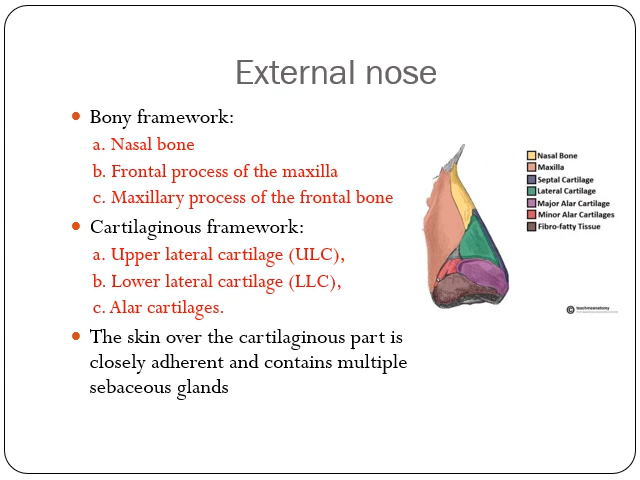 External nose
Bony framework:
a. Nasal bone
b. Frontal process of the maxilla
c. Maxillary process of the frontal bone
Cartilaginous framework:
a. Upper lateral cartilage (ULC),
b. Lower lateral cartilage (LLC),
c. Alar cartilages.
The skin over the cartilaginous part is
closely adherent and contains multiple
sebaceous glands
Nasal Bone
Maxilla
Septal Cartilage
Lateral Cartilage
Major Alar Cartilage
Minor Alar Cartilages
Fibro-fatty Tissue
© teachmeanatomy